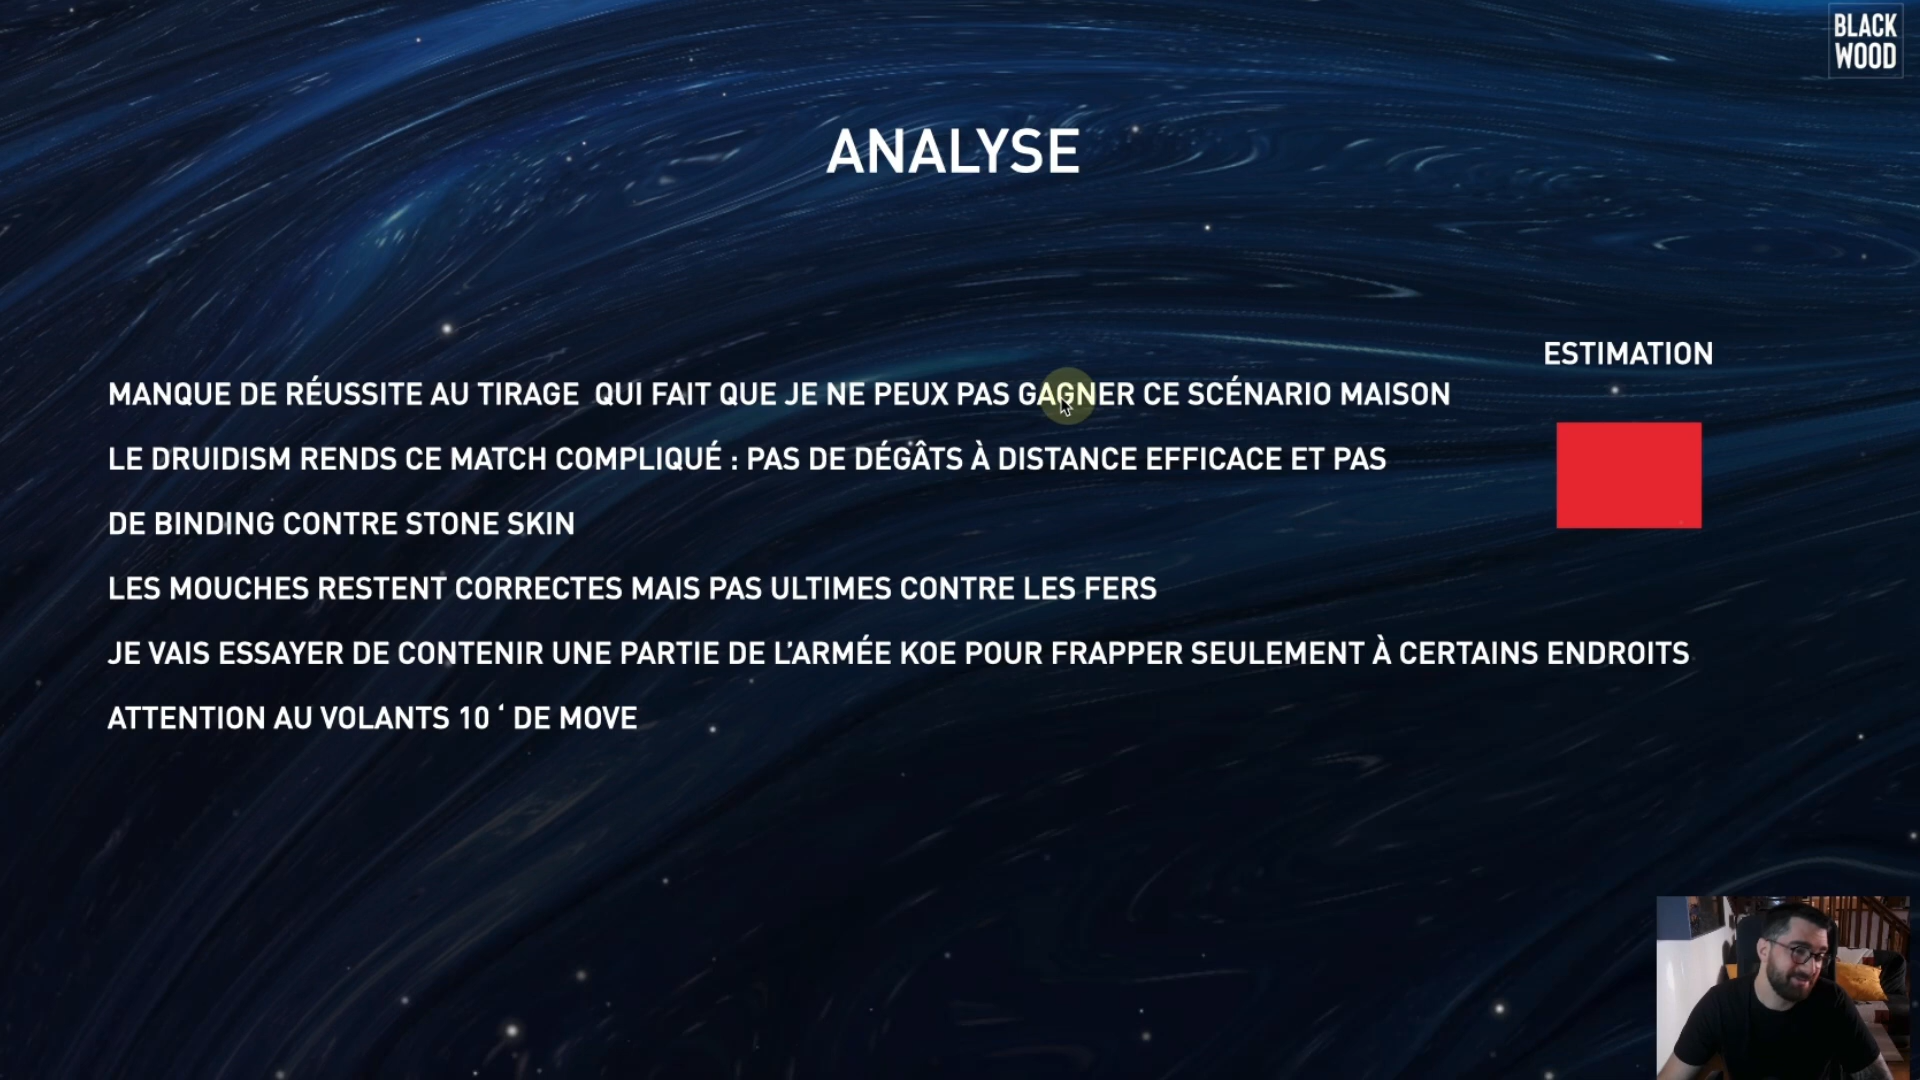 BLACK
WOOD
ANALYSE
ESTIMATION
MANQUE DE RÉUSSITE AU TIRAGE QUI FAIT QUE JE NE PEUX PAS GAGNER CE SCÉNARIO MAISON
LE DRUIDISM RENDS CE MATCH COMPLIQUÉ : PAS DE DÉGÂTS À DISTANCE EFFICACE ET PAS
DE BINDING CONTRE STONE SKIN
LES MOUCHES RESTENT CORRECTES MAIS PAS ULTIMES CONTRE LES FERS
JE VAIS ESSAYER DE CONTENIR UNE PARTIE DE L’ARMÉE KOE POUR FRAPPER SEULEMENT À CERTAINS ENDROITS
ATTENTION AU VOLANTS 10 ‘ DE MOVE